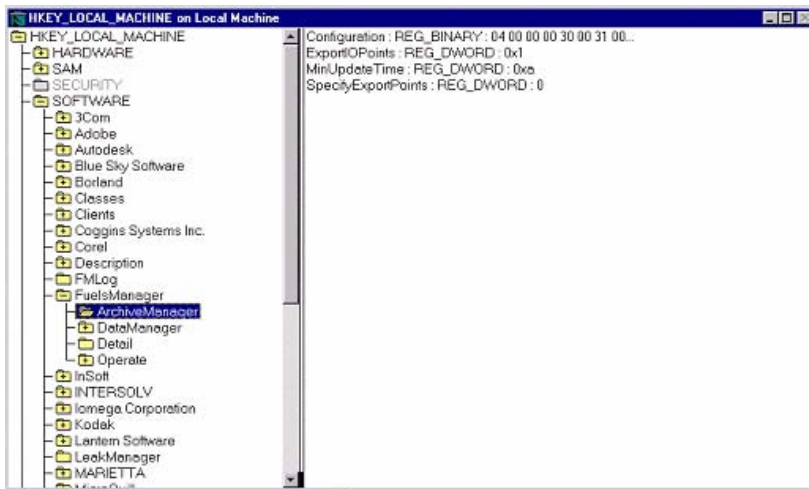 HKEY_LOCAL_MACHINE on Local Machine
HKEY_LOCAL_MACHINE
HARDWARE
SAM
SECURITY
SOFTWARE
3Com
Adobe
Autodesk
Blue Sky Software
Borland
Classes
Clients
Coggins Systems Inc.
Corel
Description
FMLog
FuelsManager
ArchiveManager
DataManager
Detail
Operate
InSoft
INTERSOLV
Iomega Corporation
Kodak
Lantern Software
LeakManager
MARIETTA
Configuration : REG_BINARY : 04 00 00 00 30 00 31 00...
ExportIOPoints : REG_DWORD : 0x1
MinUpdateTime : REG_DWORD : 0xa
SpecifyExportPoints : REG_DWORD : 0